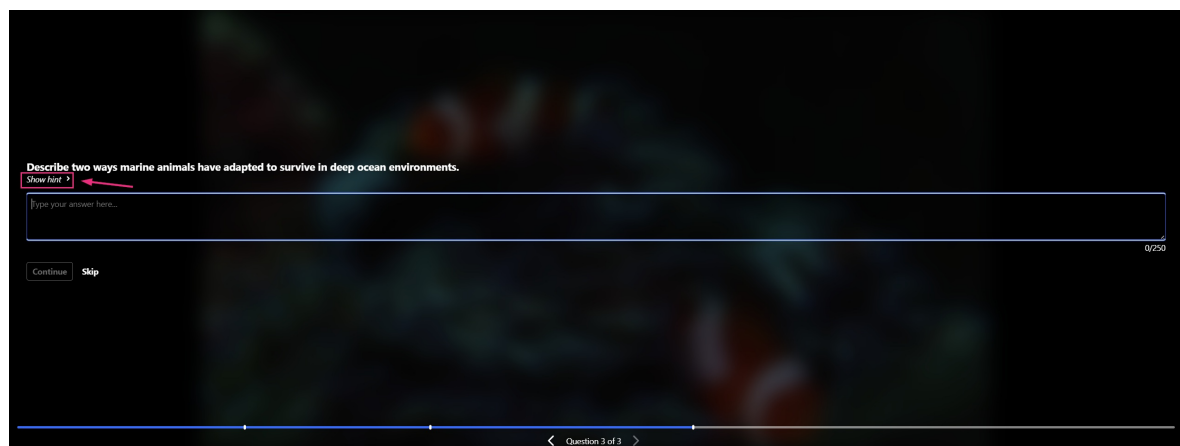 Describe two ways marine animals have adapted to survive in deep ocean environments.
Show hint >
Type your answer here...
0/250
Continue Skip
Question 3 of 3